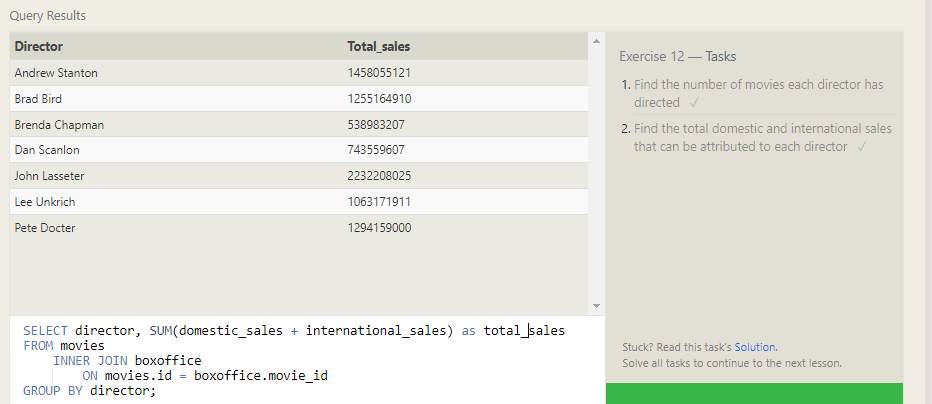 Query Results
Director Total_sales
Andrew Stanton 1458055121
Brad Bird 1255164910
Brenda Chapman 538983207
Dan Scanlon 743559607
John Lasseter 2232208025
Lee Unkrich 1063171911
Pete Docter 1294159000
SELECT director, SUM(domestic_sales + international_sales) as total_sales
FROM movies
INNER JOIN boxoffice
ON movies.id = boxoffice.movie_id
GROUP BY director;
Exercise 12 — Tasks
1. Find the number of movies each director has
directed ✓
2. Find the total domestic and international sales
that can be attributed to each director ✓
Stuck? Read this task's Solution.
Solve all tasks to continue to the next lesson.